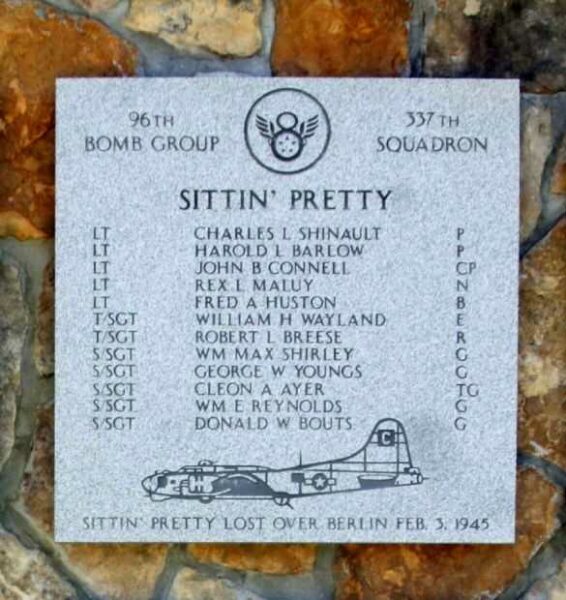 96TH BOMB GROUP
337TH SQUADRON
SITTIN' PRETTY
LT CHARLES L SHINAULT P
LT HAROLD L BARLOW P
LT JOHN B CONNELL CP
LT REX L MALUY N
LT FRED A HUSTON B
T/SGT WILLIAM H WAYLAND E
T/SGT ROBERT L BREESE R
S/SGT WM MAX SHIRLEY G
S/SGT GEORGE W YOUNGS G
S/SGT CLEON A AYER TG
S/SGT WM E REYNOLDS G
S/SGT DONALD W BOUTS G
C
SITTIN' PRETTY LOST OVER BERLIN FEB. 3, 1945